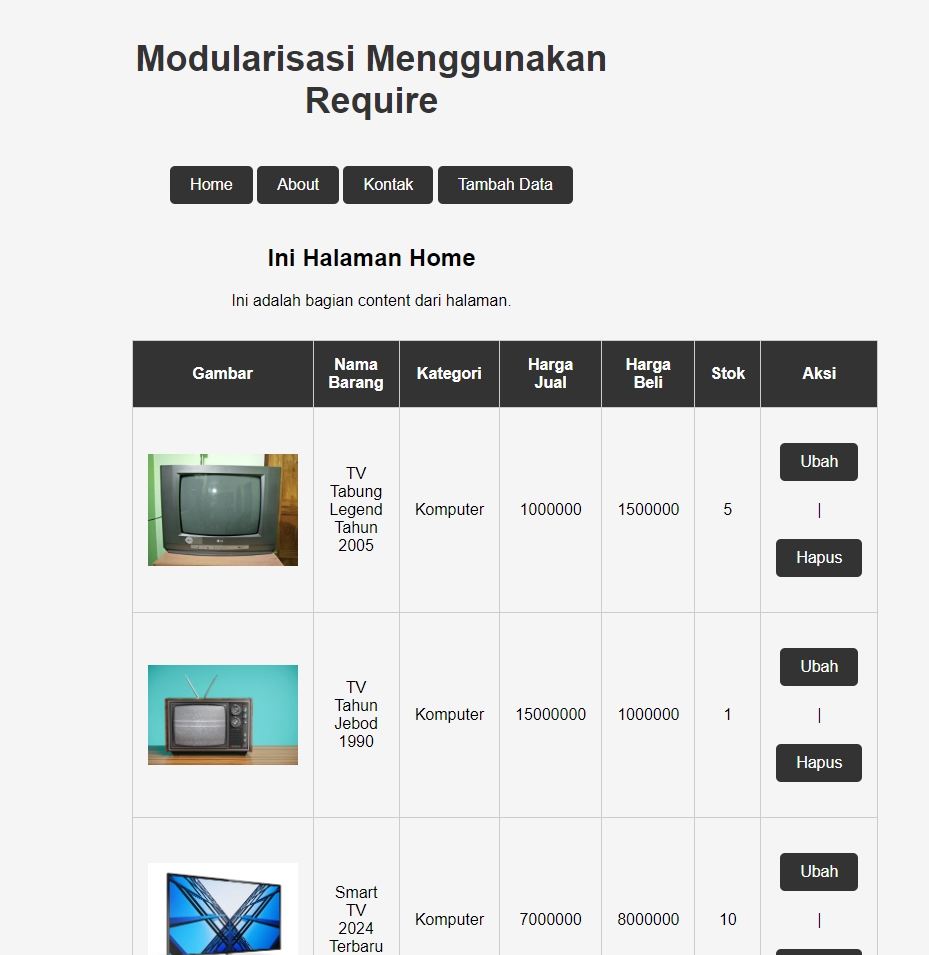 Modularisasi Menggunakan
Require
Home About Kontak Tambah Data
Ini Halaman Home
Ini adalah bagian content dari halaman.
Gambar Nama Barang Kategori Harga Jual Harga Beli Stok Aksi
TV Tabung Legend Tahun 2005 Komputer 1000000 1500000 5 Ubah | Hapus
TV Tahun Jebod 1990 Komputer 15000000 1000000 1 Ubah | Hapus
Smart TV 2024 Terbaru Komputer 7000000 8000000 10 Ubah |